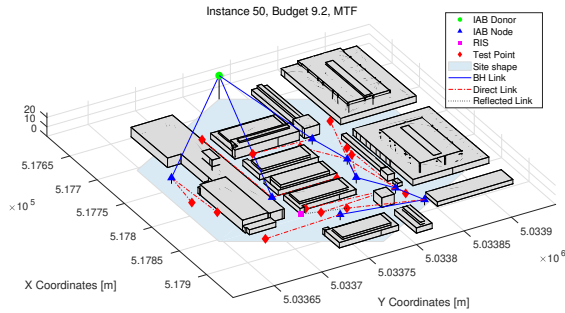 Instance 50, Budget 9.2, MTF
IAB Donor
IAB Node
RIS
Test Point
Site shape
BH Link
Direct Link
Reflected Link
20
10
0
5.1765
5.177
5.1775
× 10^5
5.178
5.1785
5.179
X Coordinates [m]
5.03365
5.0337
5.03375
5.0338
5.03385
5.0339
× 10^6
Y Coordinates [m]